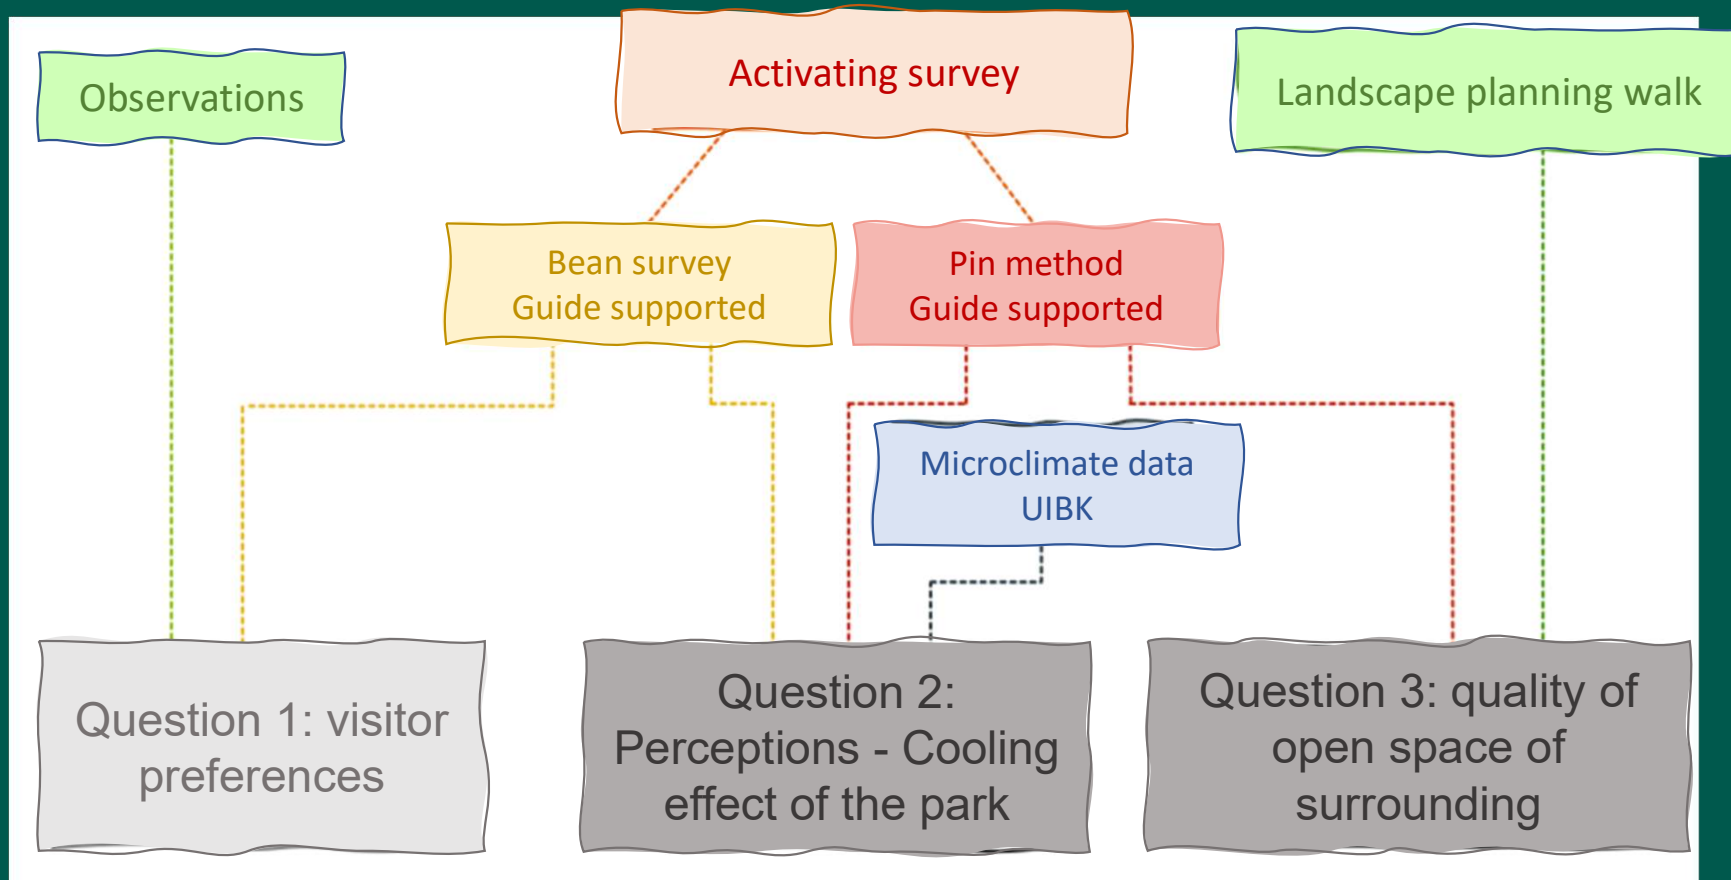 Observations
Activating survey
Landscape planning walk
Bean survey
Guide supported
Pin method
Guide supported
Microclimate data
UIBK
Question 1: visitor
preferences
Question 2:
Perceptions - Cooling
effect of the park
Question 3: quality of
open space of
surrounding